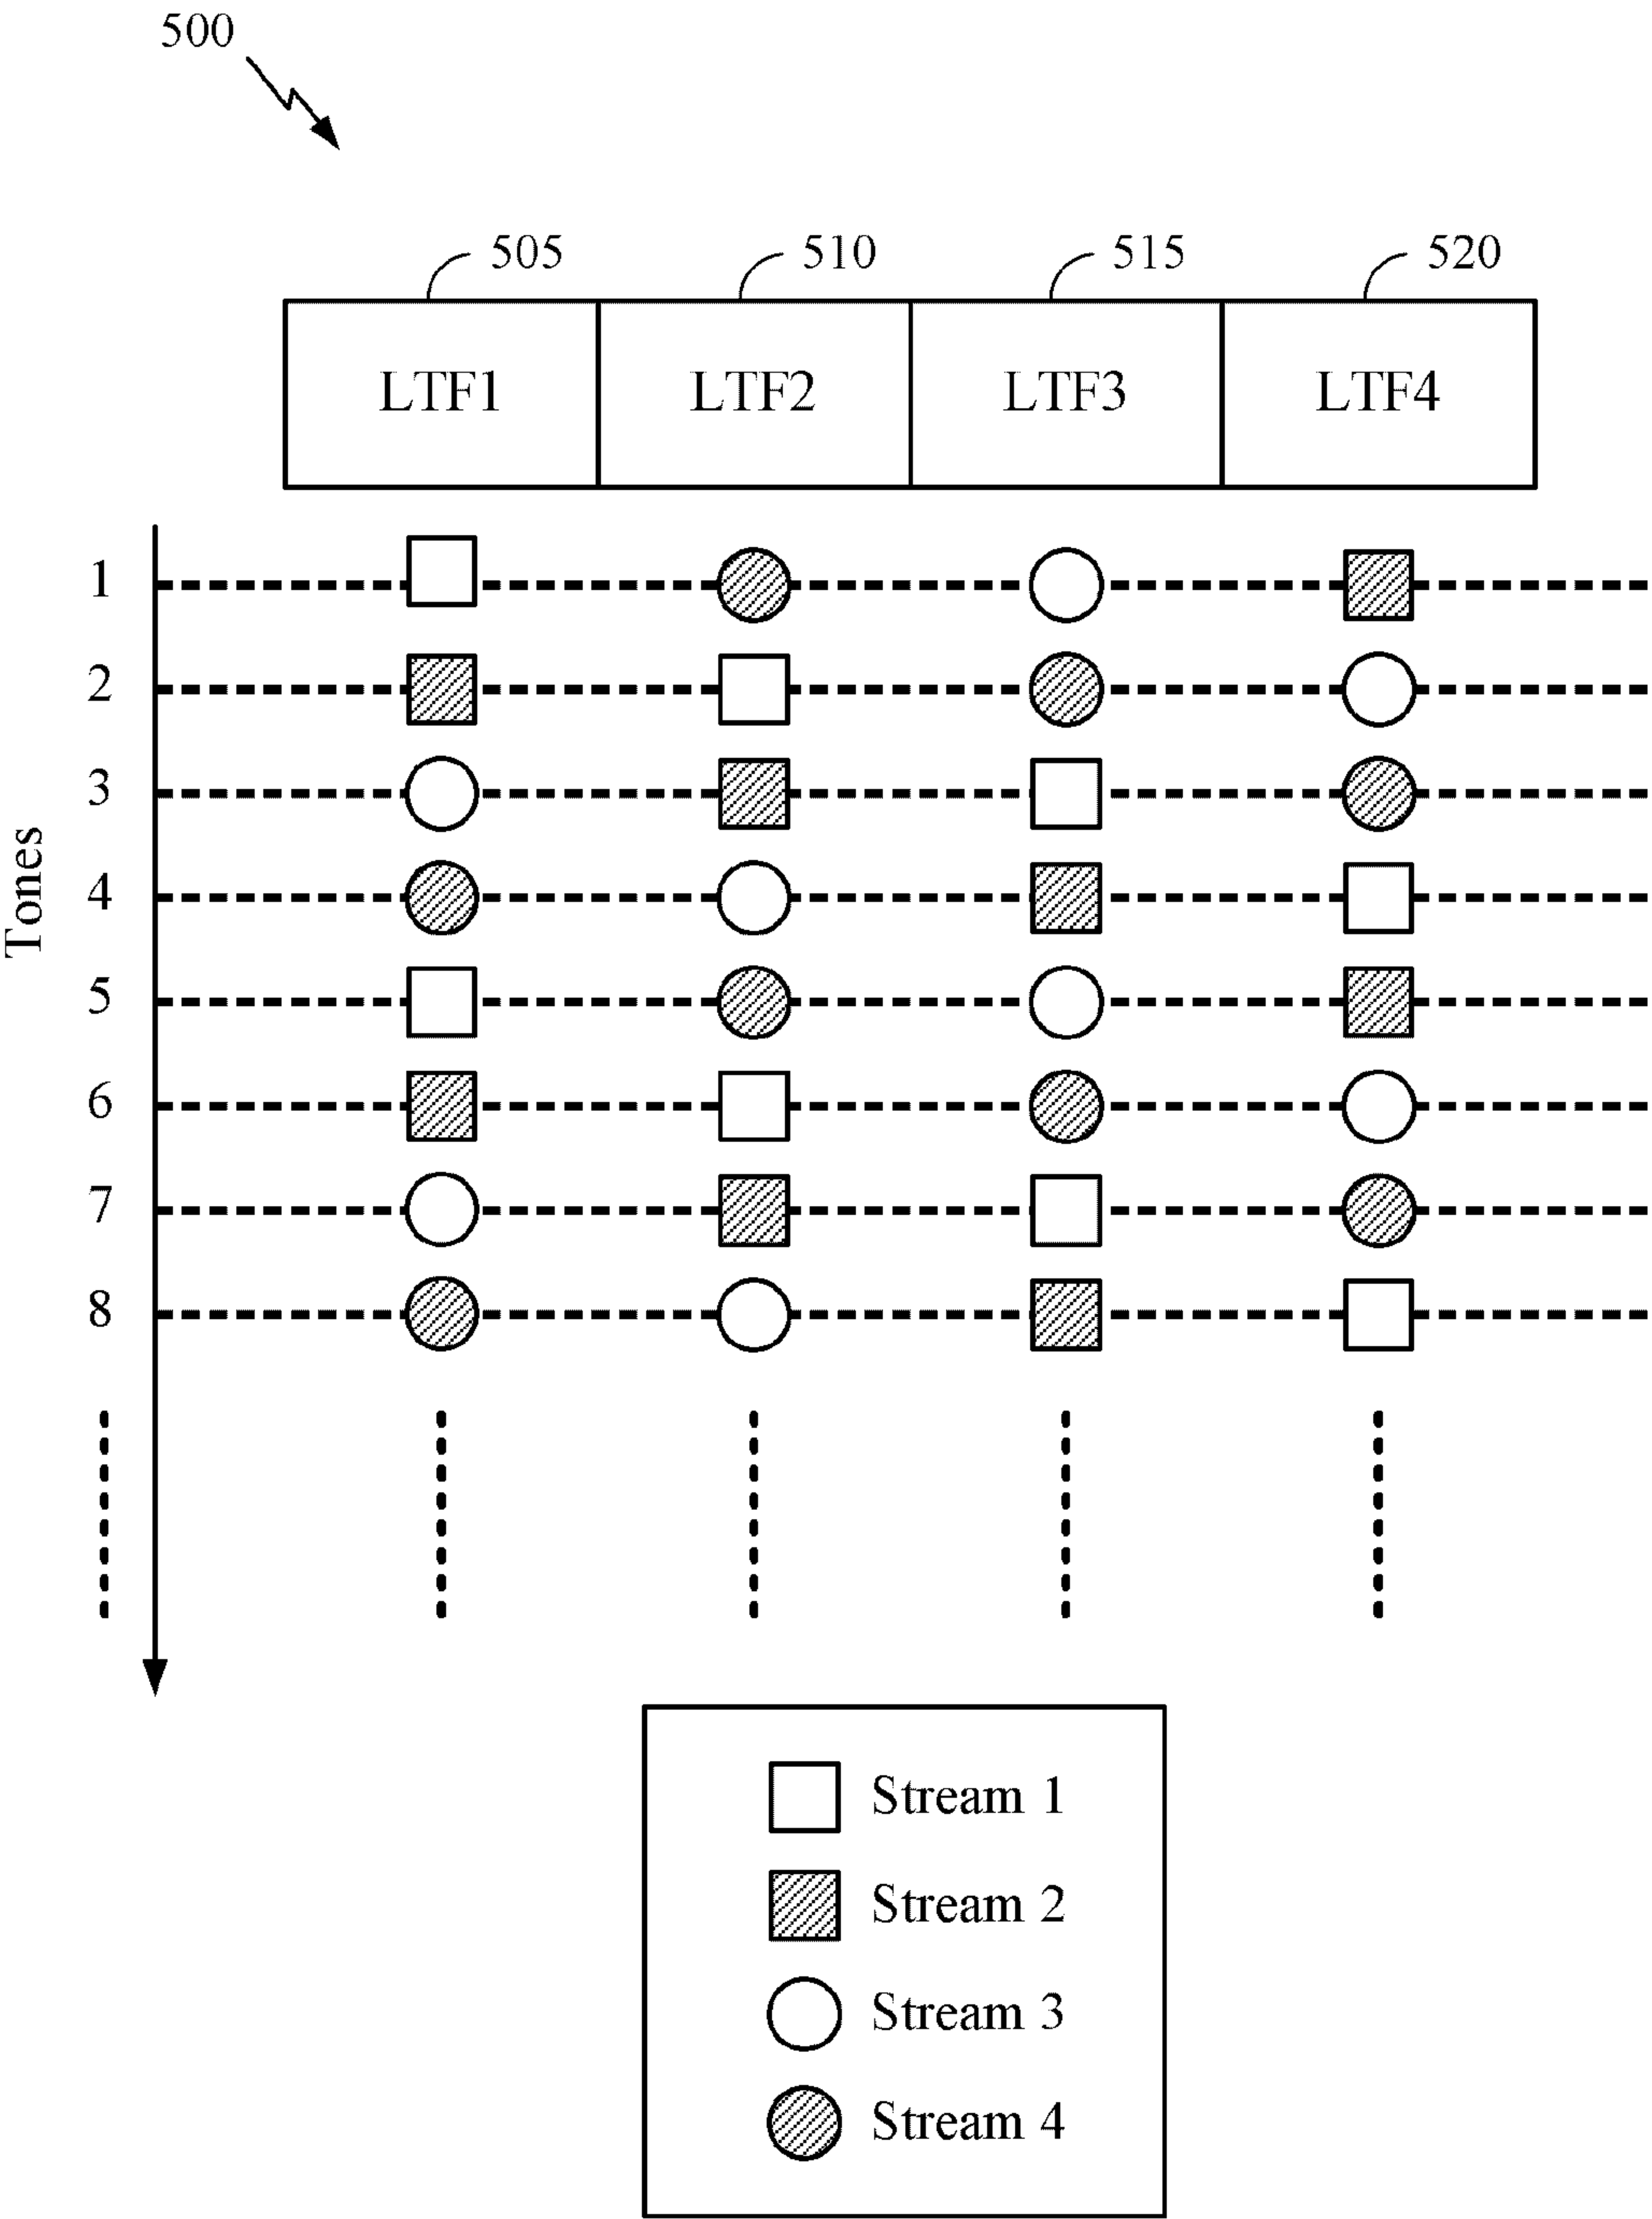 500
505 510 515 520
LTF1 LTF2 LTF3 LTF4
Tones
1
2
3
4
5
6
7
8
Stream 1
Stream 2
Stream 3
Stream 4